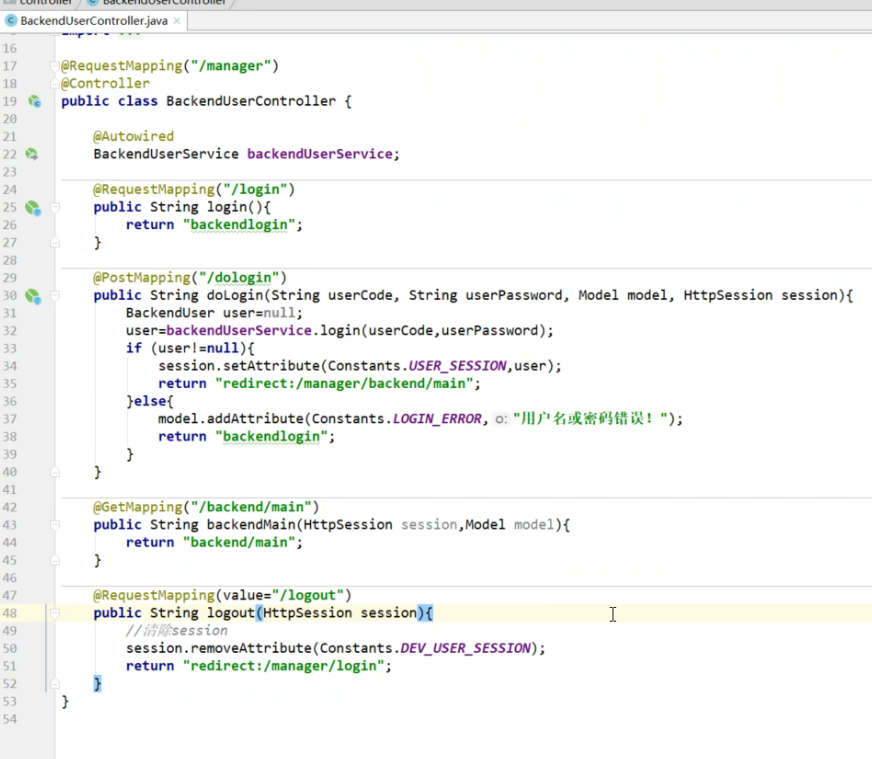 controller BackendUserController
BackendUserController.java ×
import ...
16
17 @RequestMapping("/manager")
18 @Controller
19 public class BackendUserController {
20
21 @Autowired
22 BackendUserService backendUserService;
23
24 @RequestMapping("/login")
25 public String login(){
26 return "backendlogin";
27 }
28
29 @PostMapping("/dologin")
30 public String doLogin(String userCode, String userPassword, Model model, HttpSession session){
31 BackendUser user=null;
32 user=backendUserService.login(userCode,userPassword);
33 if (user!=null){
34 session.setAttribute(Constants.USER_SESSION,user);
35 return "redirect:/manager/backend/main";
36 }else{
37 model.addAttribute(Constants.LOGIN_ERROR, o: "用户名或密码错误！");
38 return "backendlogin";
39 }
40 }
41
42 @GetMapping("/backend/main")
43 public String backendMain(HttpSession session,Model model){
44 return "backend/main";
45 }
46
47 @RequestMapping(value="/logout")
48 public String logout(HttpSession session){
49 //清除session
50 session.removeAttribute(Constants.DEV_USER_SESSION);
51 return "redirect:/manager/login";
52 }
53 }
54